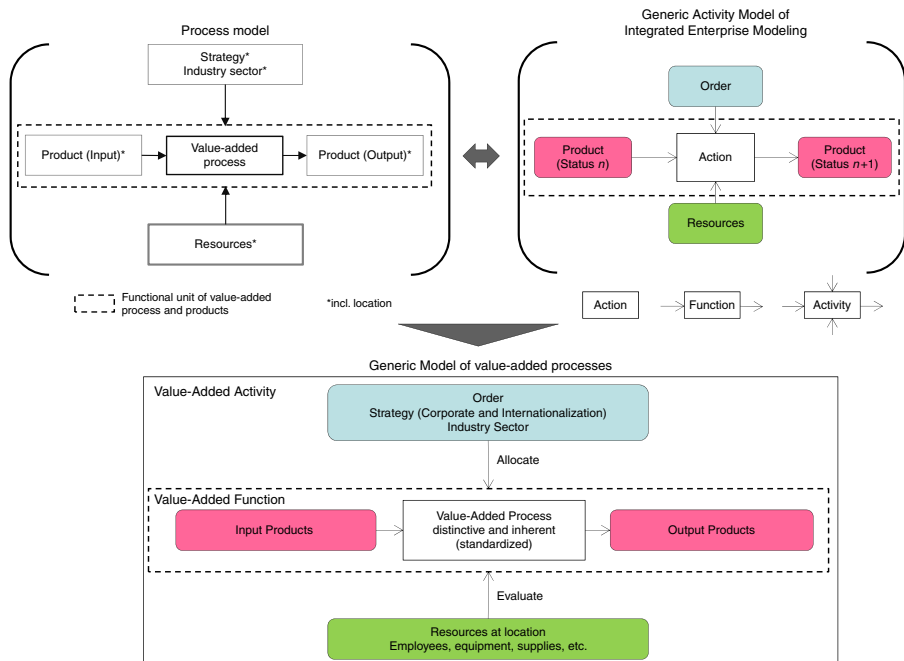 Process model
Strategy*
Industry sector*
Product (Input)*
Value-added
process
Product (Output)*
Resources*
Functional unit of value-added
process and products
*incl. location
Generic Activity Model of
Integrated Enterprise Modeling
Order
Product
(Status n)
Action
Product
(Status n+1)
Resources
Action
Function
Activity
Generic Model of value-added processes
Value-Added Activity
Order
Strategy (Corporate and Internationalization)
Industry Sector
Allocate
Value-Added Function
Input Products
Value-Added Process
distinctive and inherent
(standardized)
Output Products
Evaluate
Resources at location
Employees, equipment, supplies, etc.